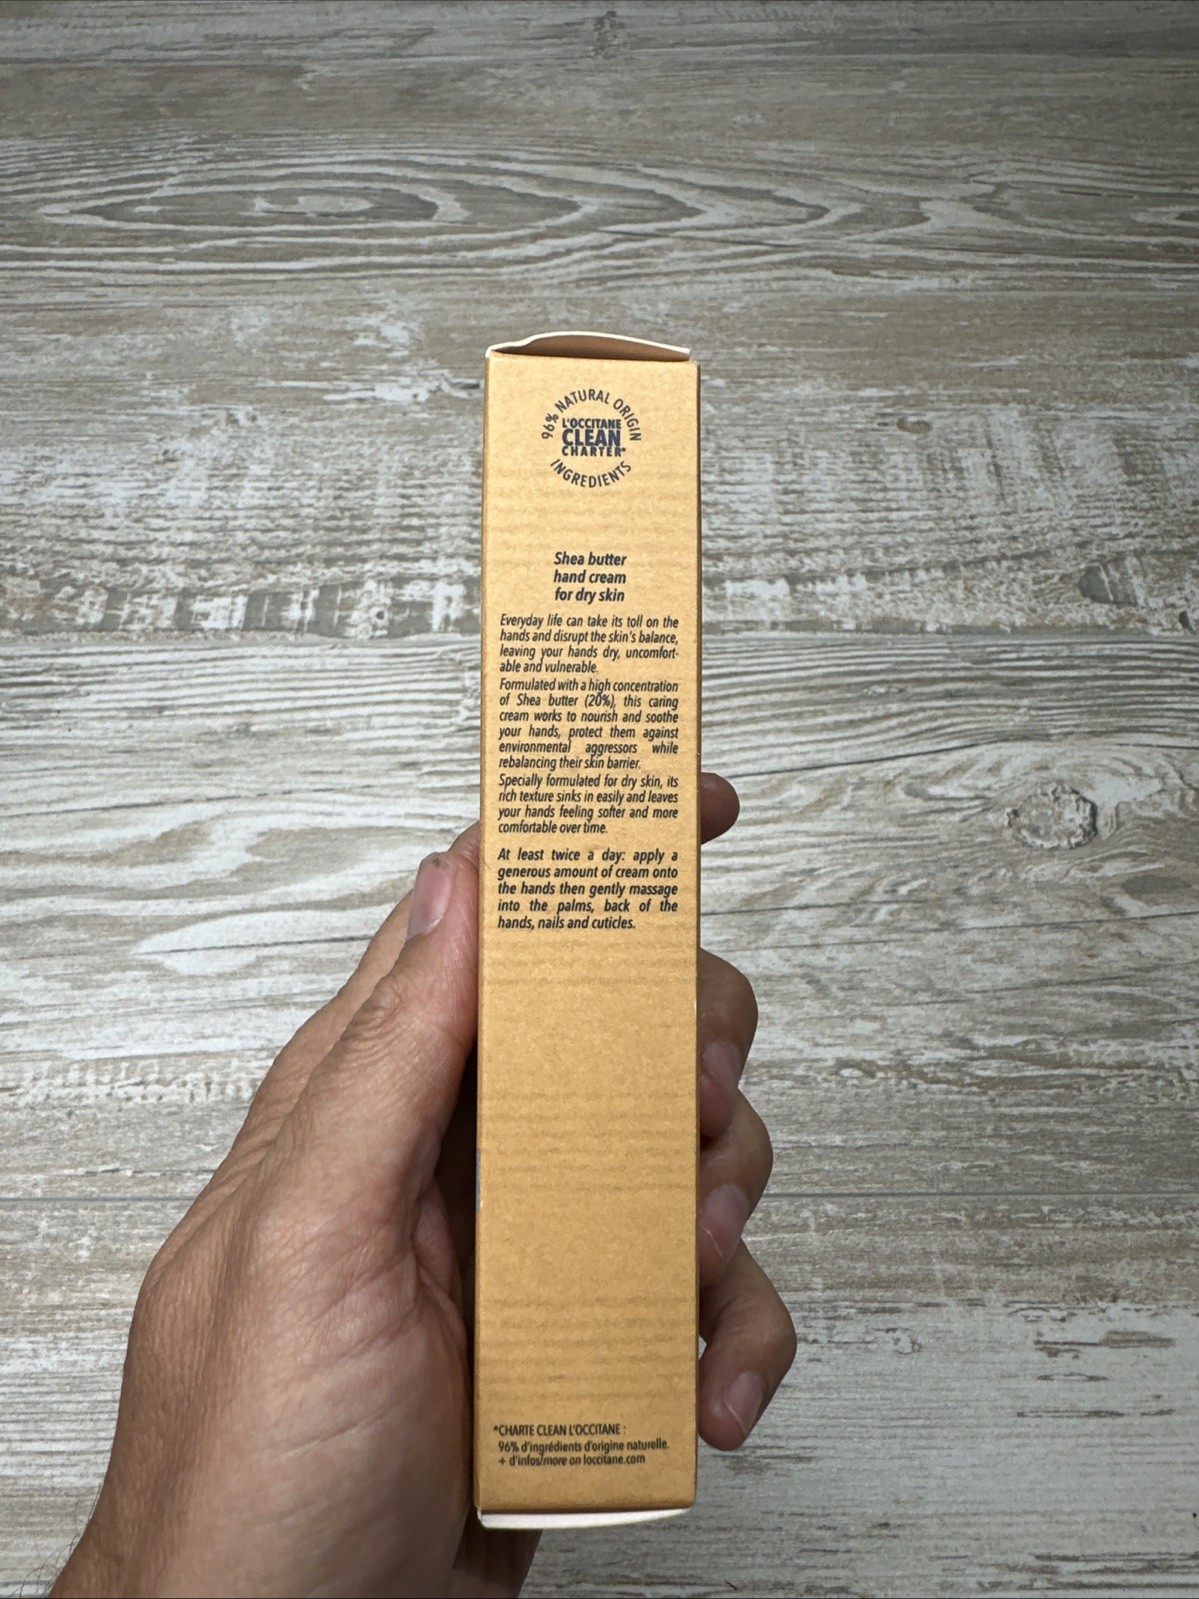 96% NATURAL ORIGIN
L'OCCITANE
CLEAN
CHARTER*
INGREDIENTS
Shea butter
hand cream
for dry skin
Everyday life can take its toll on the
hands and disrupt the skin's balance,
leaving your hands dry, uncomfort-
able and vulnerable.
Formulated with a high concentration
of Shea butter (20%), this caring
cream works to nourish and soothe
your hands, protect them against
environmental aggressors while
rebalancing their skin barrier.
Specially formulated for dry skin, its
rich texture sinks in easily and leaves
your hands feeling softer and more
comfortable over time.
At least twice a day: apply a
generous amount of cream onto
the hands then gently massage
into the palms, back of the
hands, nails and cuticles.
*CHARTE CLEAN L'OCCITANE :
96% d'ingrédients d'origine naturelle.
+ d'infos/more on loccitane.com